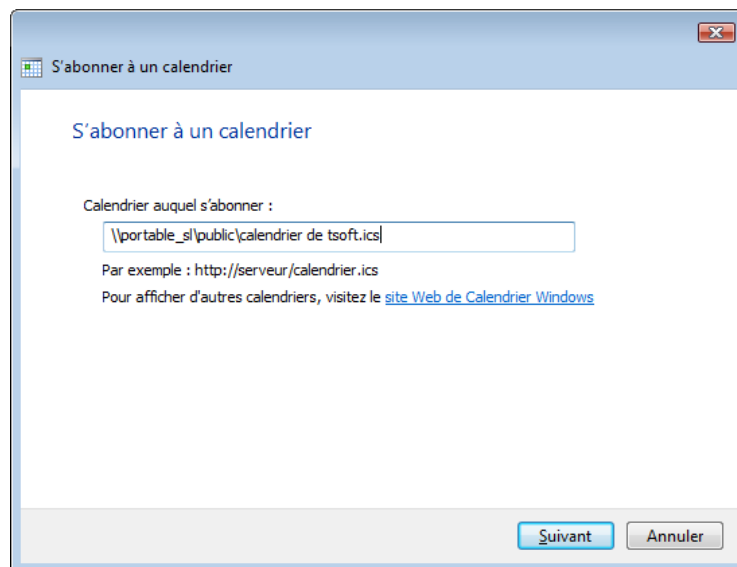 S'abonner à un calendrier
S'abonner à un calendrier
Calendrier auquel s'abonner :
\\portable_sl\public\calendrier de tsoft.ics
Par exemple : http://serveur/calendrier.ics
Pour afficher d'autres calendriers, visitez le site Web de Calendrier Windows
Suivant Annuler